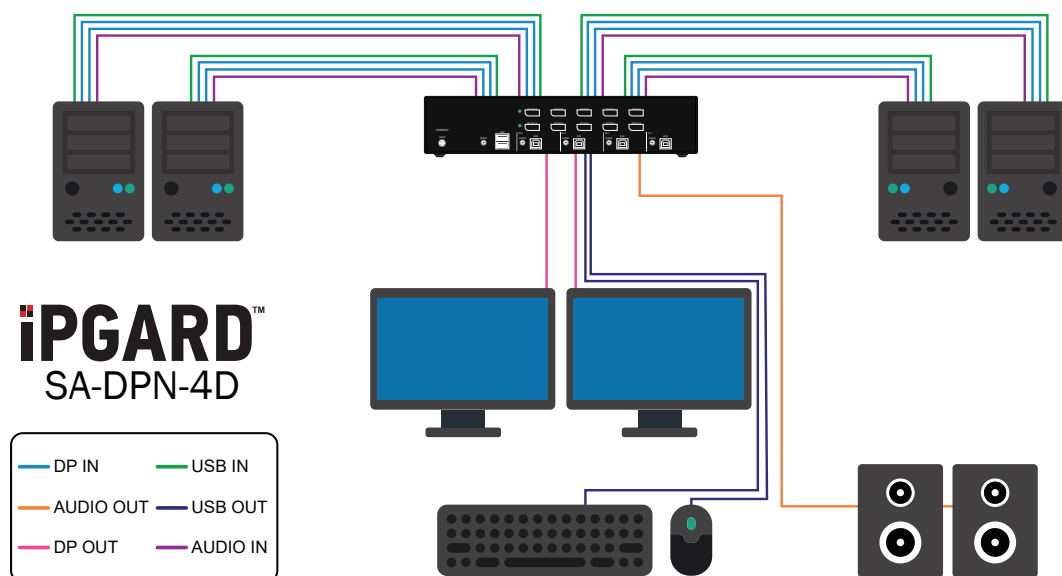 iPGARD™
SA-DPN-4D
DP IN
USB IN
AUDIO OUT
USB OUT
DP OUT
AUDIO IN